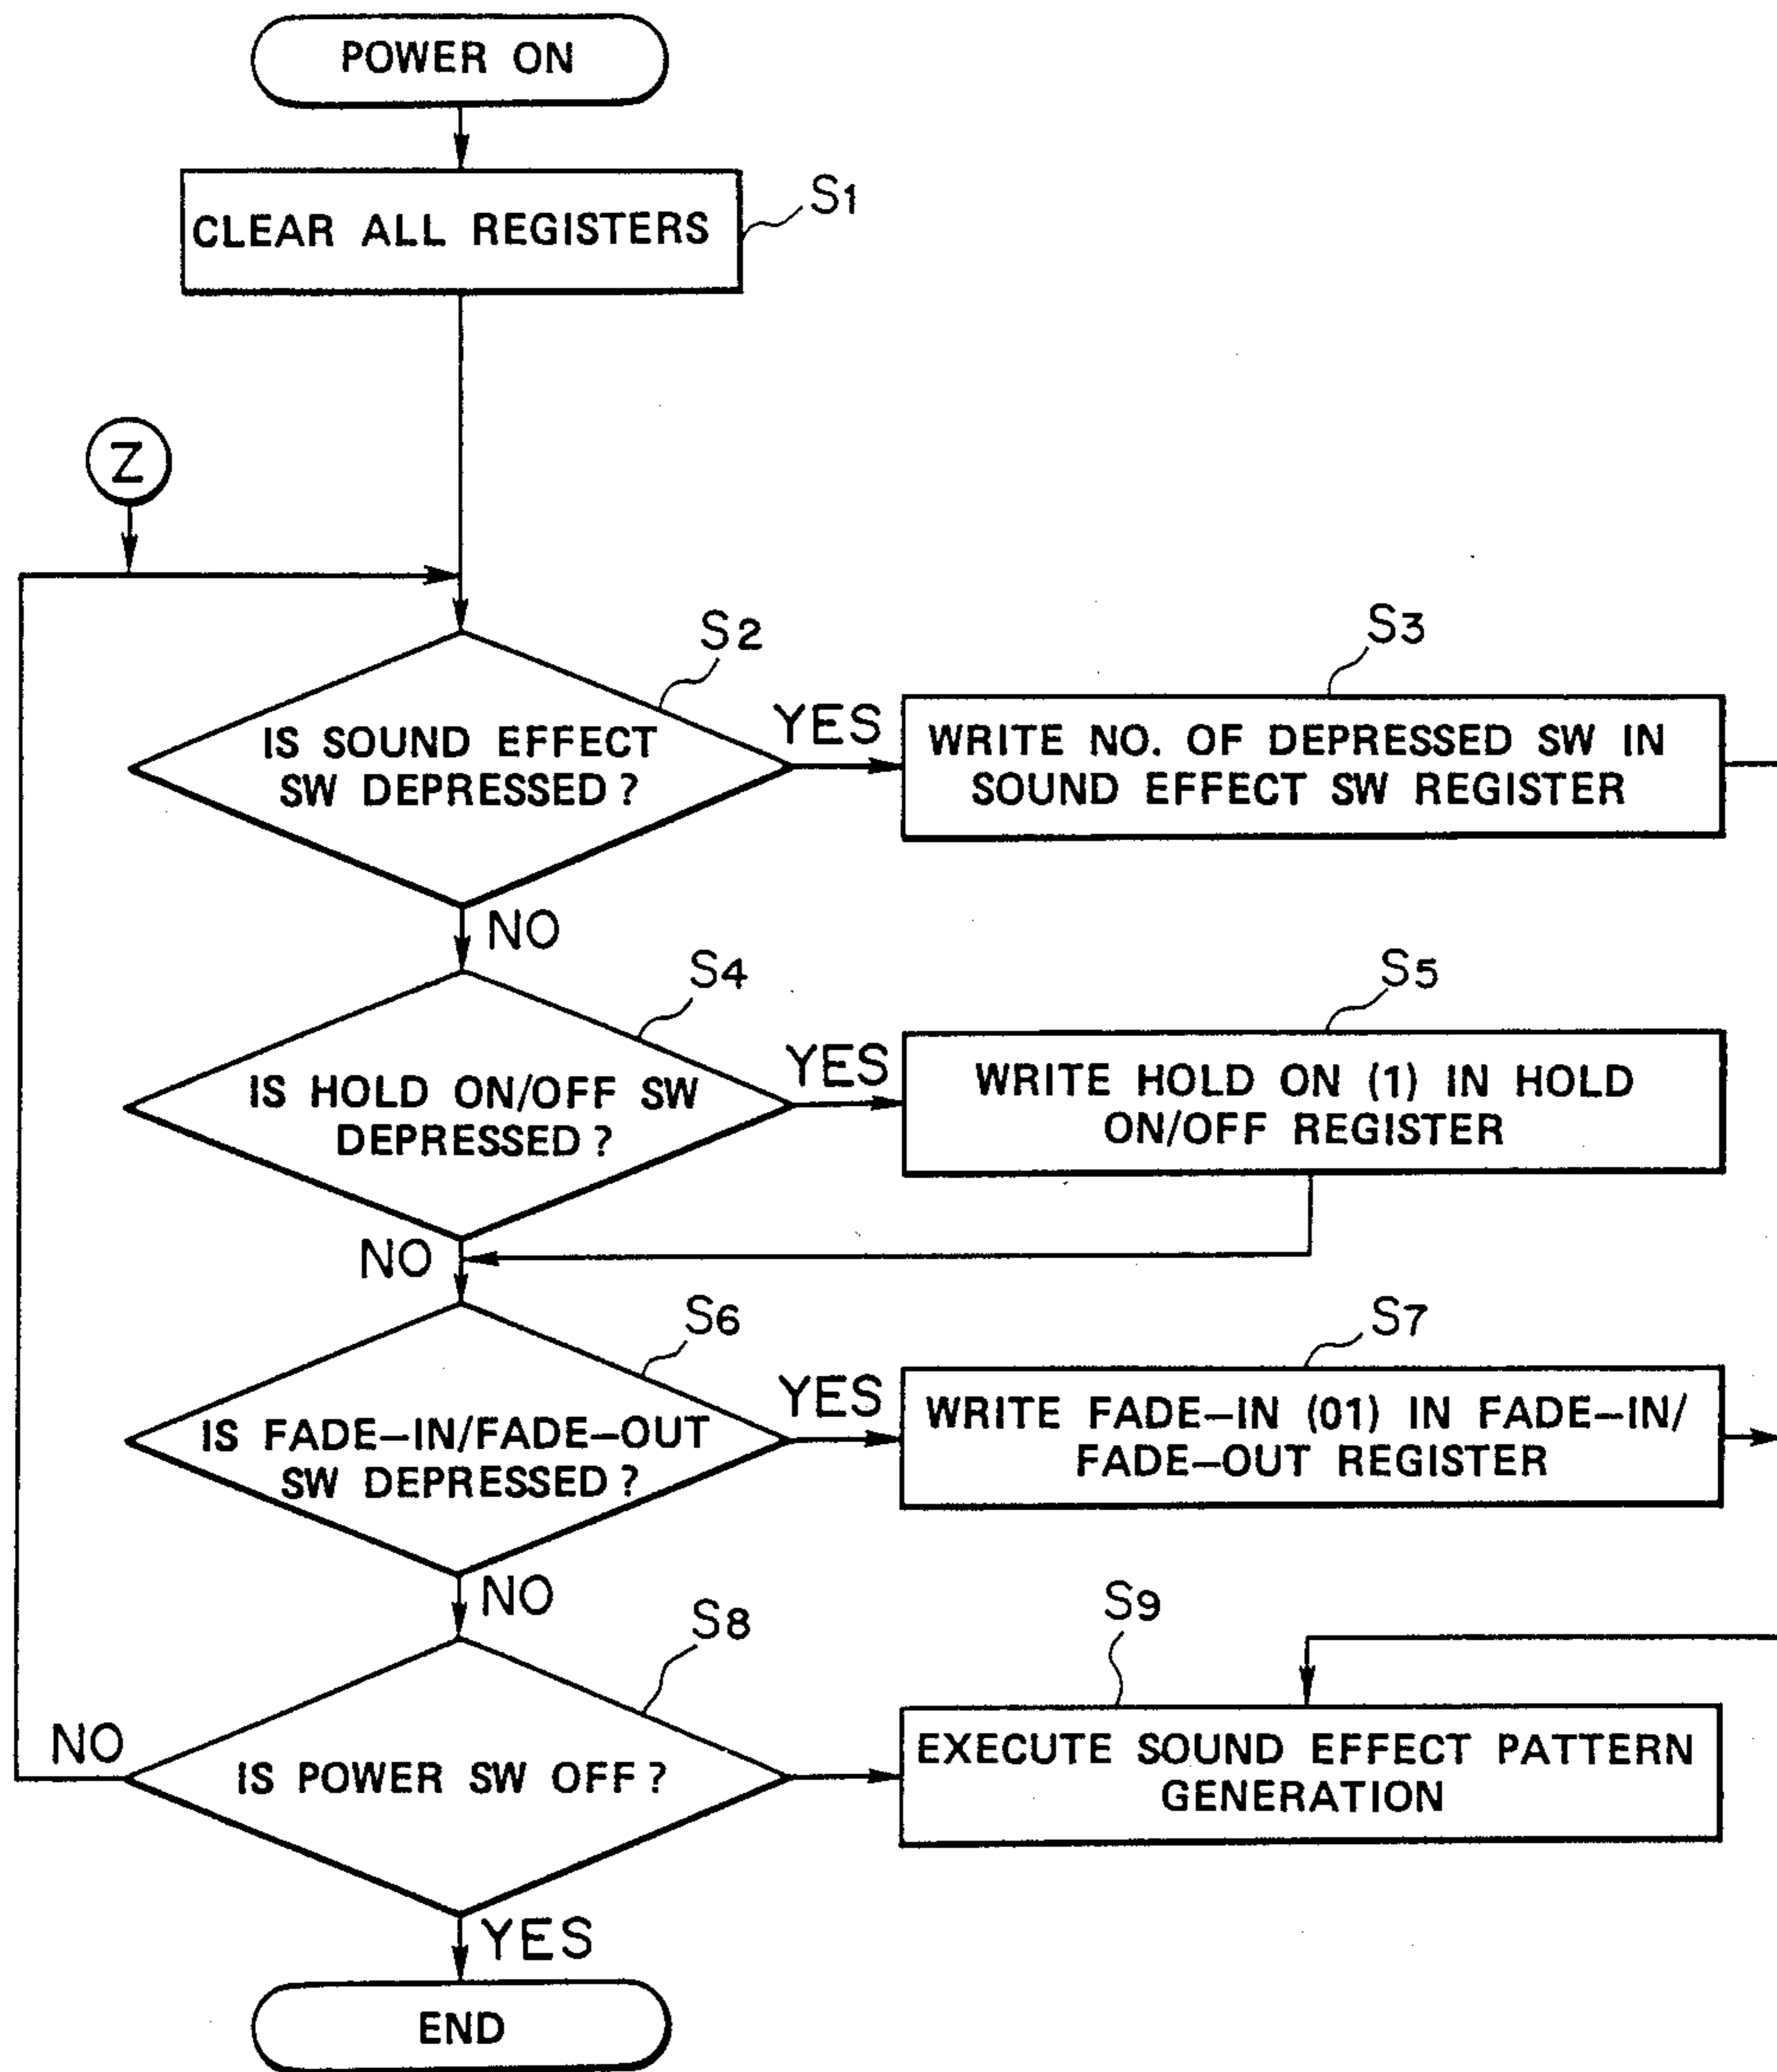 POWER ON
CLEAR ALL REGISTERS
S1
Z
S2
IS SOUND EFFECT
SW DEPRESSED?
YES
S3
WRITE NO. OF DEPRESSED SW IN
SOUND EFFECT SW REGISTER
NO
S4
IS HOLD ON/OFF SW
DEPRESSED?
YES
S5
WRITE HOLD ON (1) IN HOLD
ON/OFF REGISTER
NO
S6
IS FADE-IN/FADE-OUT
SW DEPRESSED?
YES
S7
WRITE FADE-IN (01) IN FADE-IN/
FADE-OUT REGISTER
NO
S8
IS POWER SW OFF?
NO
S9
EXECUTE SOUND EFFECT PATTERN
GENERATION
YES
END